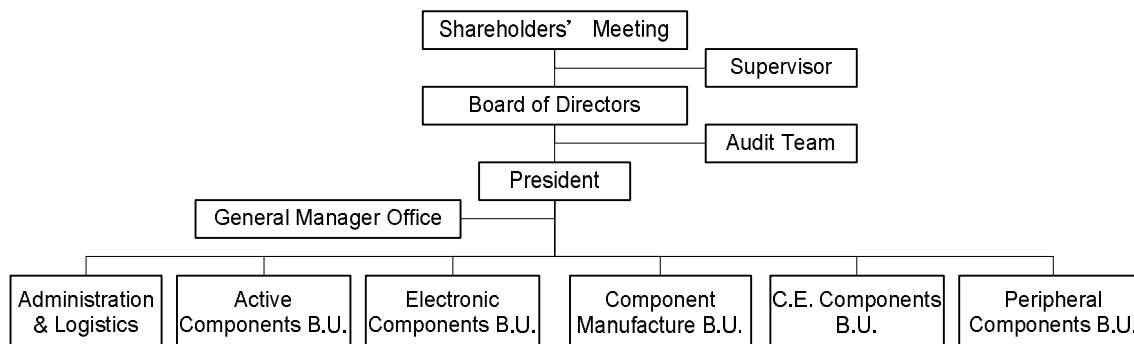 Shareholders’ Meeting
Supervisor
Board of Directors
Audit Team
President
General Manager Office
Administration
& Logistics
Active
Components B.U.
Electronic
Components B.U.
Component
Manufacture B.U.
C.E. Components
B.U.
Peripheral
Components B.U.